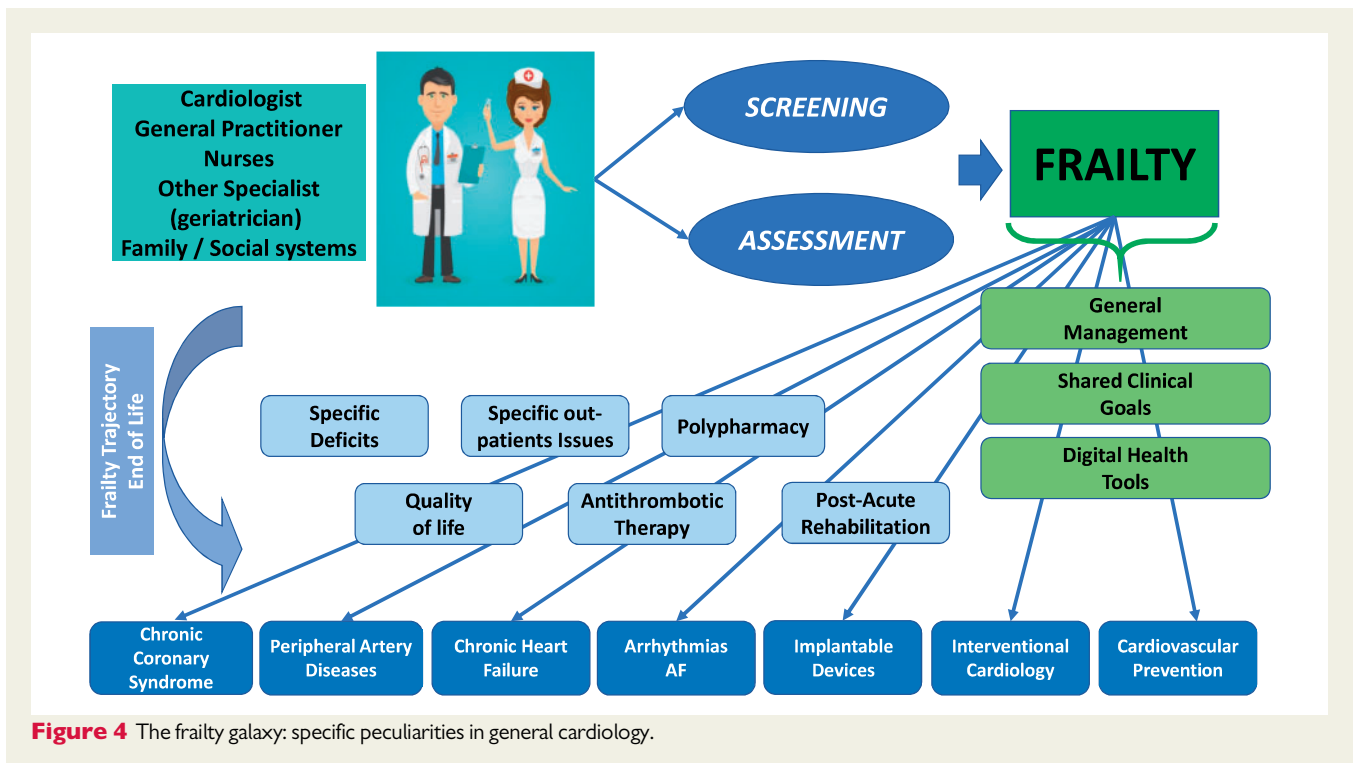 Cardiologist
General Practitioner
Nurses
Other Specialist
(geriatrician)
Family / Social systems
SCREENING
ASSESSMENT
FRAILTY
General
Management
Shared Clinical
Goals
Digital Health
Tools
Frailty Trajectory
End of Life
Specific
Deficits
Specific out-
patients Issues
Polypharmacy
Quality
of life
Antithrombotic
Therapy
Post-Acute
Rehabilitation
Chronic
Coronary
Syndrome
Peripheral Artery
Diseases
Chronic Heart
Failure
Arrhythmias
AF
Implantable
Devices
Interventional
Cardiology
Cardiovascular
Prevention
Figure 4 The frailty galaxy: specific peculiarities in general cardiology.